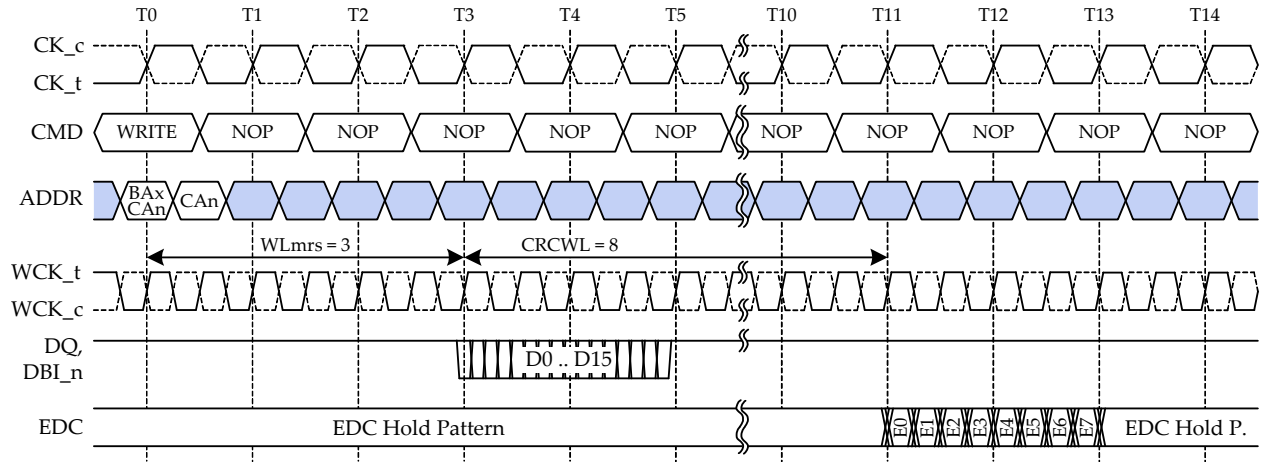 T0 T1 T2 T3 T4 T5 T10 T11 T12 T13 T14
CK_c
CK_t
CMD WRITE NOP NOP NOP NOP NOP NOP NOP NOP NOP NOP
ADDR BAx CAn CAn
WLmrs = 3 CRCWL = 8
WCK_t
WCK_c
DQ,
DBI_n D0 .. D15
EDC EDC Hold Pattern E0 E1 E2 E3 E4 E5 E6 E7 EDC Hold P.